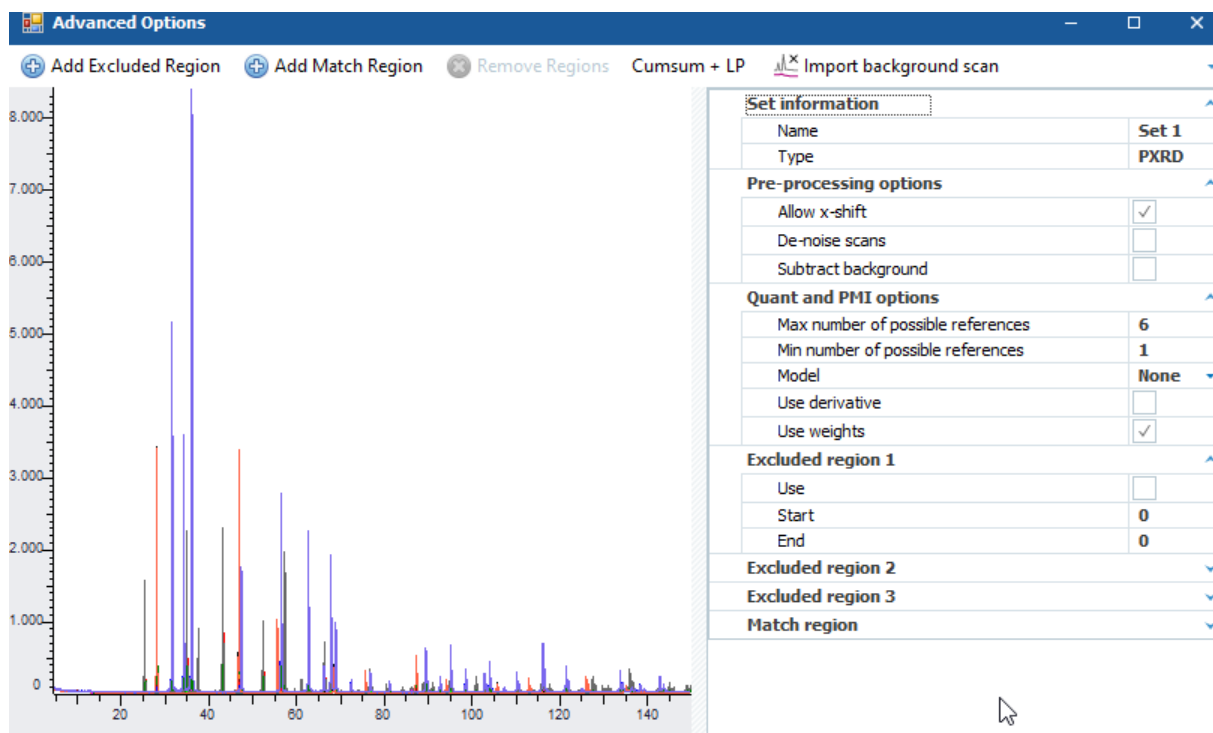 Advanced Options
Add Excluded Region Add Match Region Remove Regions Cumsum + LP Import background scan
8.000
7.000
6.000
5.000
4.000
3.000
2.000
1.000
0
20 40 60 80 100 120 140
Set information
Name Set 1
Type PXRD
Pre-processing options
Allow x-shift
De-noise scans
Subtract background
Quant and PMI options
Max number of possible references 6
Min number of possible references 1
Model None
Use derivative
Use weights
Excluded region 1
Use
Start 0
End 0
Excluded region 2
Excluded region 3
Match region